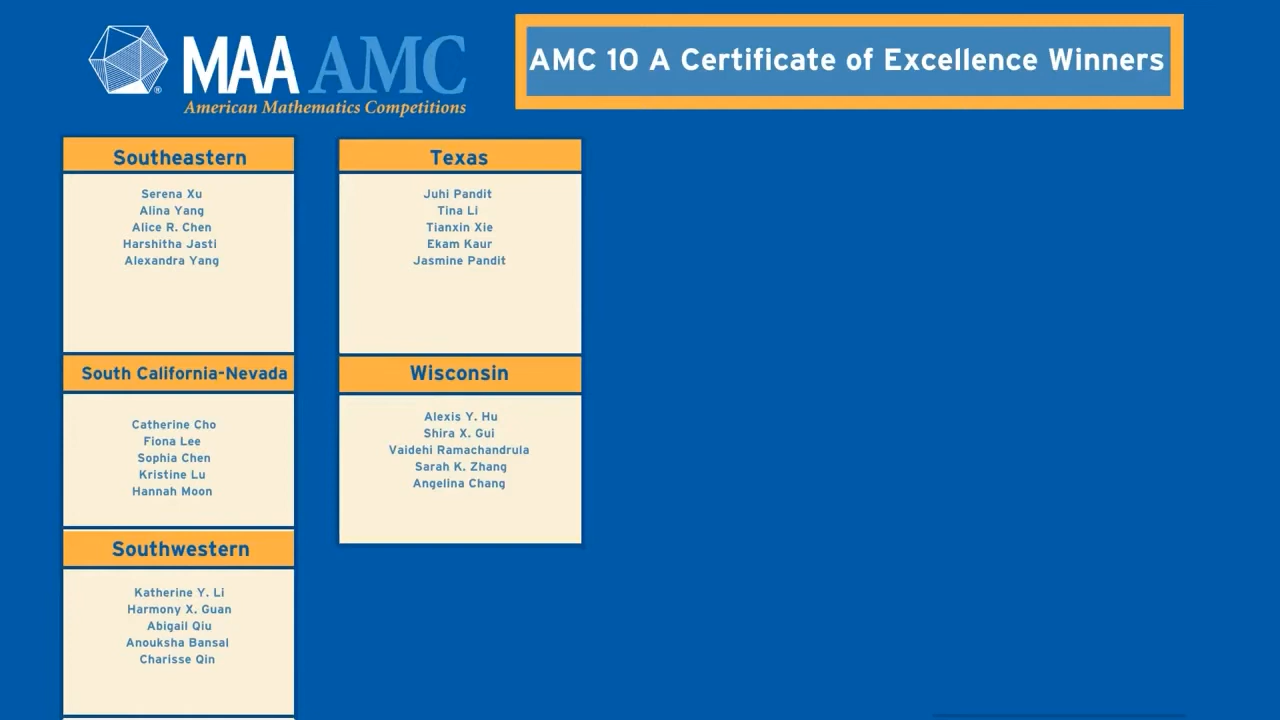 MAA AMC
®
American Mathematics Competitions
AMC 10 A Certificate of Excellence Winners
Southeastern
Serena Xu
Alina Yang
Alice R. Chen
Harshitha Jasti
Alexandra Yang
South California-Nevada
Catherine Cho
Fiona Lee
Sophia Chen
Kristine Lu
Hannah Moon
Southwestern
Katherine Y. Li
Harmony X. Guan
Abigail Qiu
Anouksha Bansal
Charisse Qin
Texas
Juhi Pandit
Tina Li
Tianxin Xie
Ekam Kaur
Jasmine Pandit
Wisconsin
Alexis Y. Hu
Shira X. Gui
Vaidehi Ramachandrula
Sarah K. Zhang
Angelina Chang